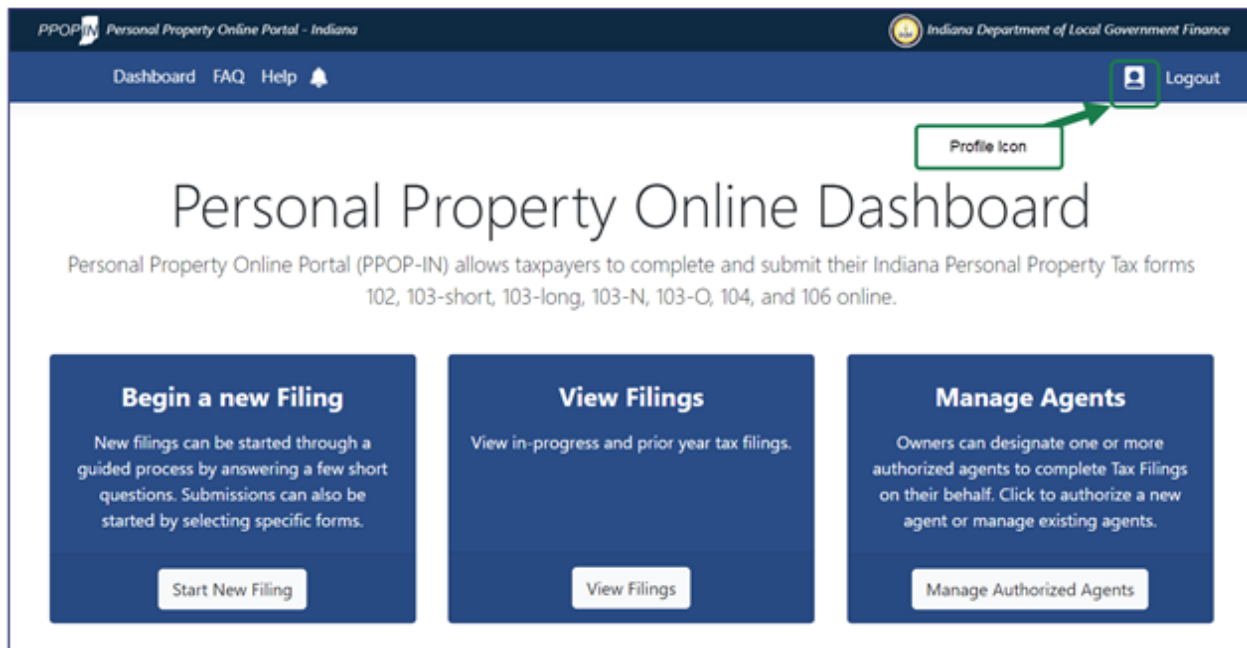 PPOP IN Personal Property Online Portal - Indiana
Indiana Department of Local Government Finance
Dashboard FAQ Help
Logout
Profile Icon
Personal Property Online Dashboard
Personal Property Online Portal (PPOP-IN) allows taxpayers to complete and submit their Indiana Personal Property Tax forms
102, 103-short, 103-long, 103-N, 103-O, 104, and 106 online.
Begin a new Filing
New filings can be started through a
guided process by answering a few short
questions. Submissions can also be
started by selecting specific forms.
Start New Filing
View Filings
View in-progress and prior year tax filings.
View Filings
Manage Agents
Owners can designate one or more
authorized agents to complete Tax Filings
on their behalf. Click to authorize a new
agent or manage existing agents.
Manage Authorized Agents